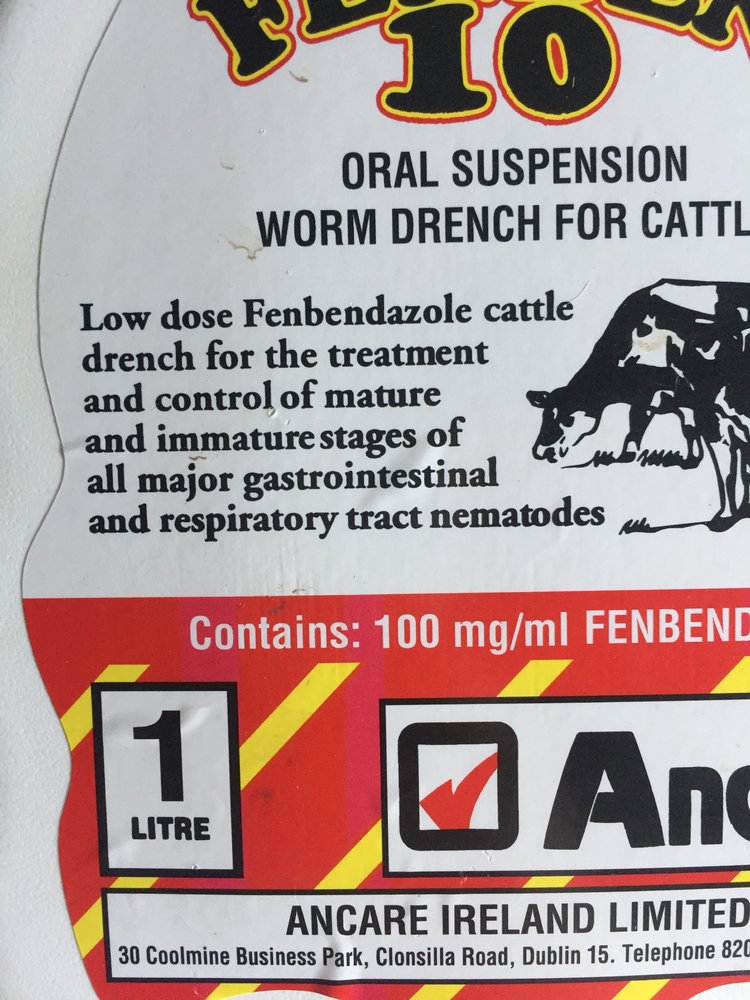 10
ORAL SUSPENSION
WORM DRENCH FOR CATTL
Low dose Fenbendazole cattle
drench for the treatment
and control of mature
and immature stages of
all major gastrointestinal
and respiratory tract nematodes
Contains: 100 mg/ml FENBEND
1
LITRE
Anc
ANCARE IRELAND LIMITED
30 Coolmine Business Park, Clonsilla Road, Dublin 15. Telephone 820